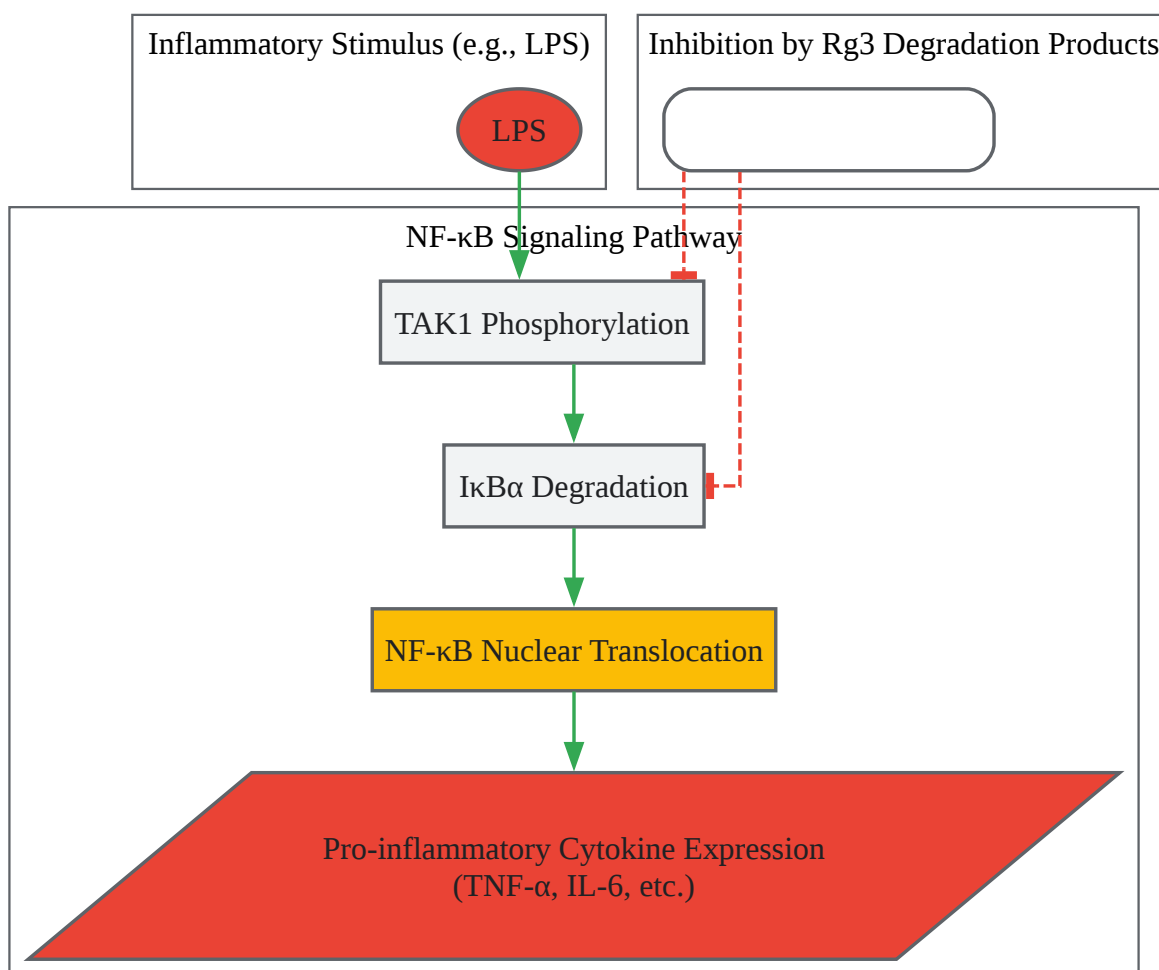 Inflammatory Stimulus (e.g., LPS)
Inhibition by Rg3 Degradation Products
LPS
NF-κB Signaling Pathway
TAK1 Phosphorylation
IκBα Degradation
NF-κB Nuclear Translocation
Pro-inflammatory Cytokine Expression
(TNF-α, IL-6, etc.)